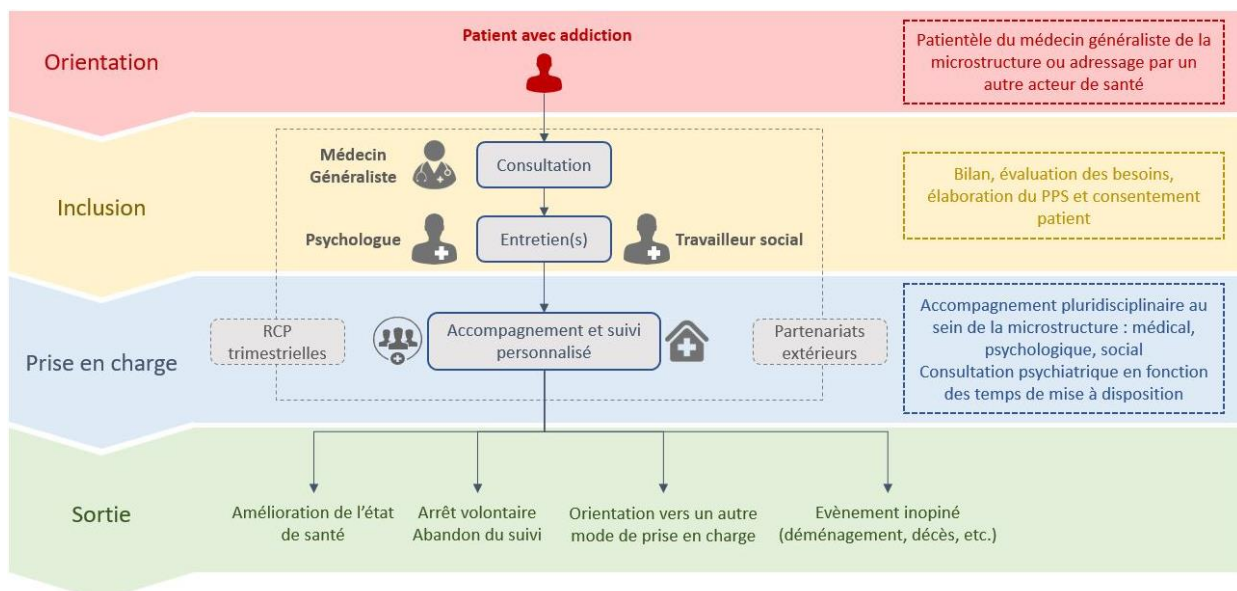 Orientation
Patient avec addiction
Patientèle du médecin généraliste de la
microstructure ou adressage par un
autre acteur de santé
Inclusion
Médecin
Généraliste
Consultation
Psychologue
Entretien(s)
Travailleur social
Bilan, évaluation des besoins,
élaboration du PPS et consentement
patient
Prise en charge
RCP
trimestrielles
Accompagnement et suivi
personnalisé
Partenariats
extérieurs
Accompagnement pluridisciplinaire au
sein de la microstructure : médical,
psychologique, social
Consultation psychiatrique en fonction
des temps de mise à disposition
Sortie
Amélioration de l'état
de santé
Arrêt volontaire
Abandon du suivi
Orientation vers un autre
mode de prise en charge
Evènement inopiné
(déménagement, décès, etc.)